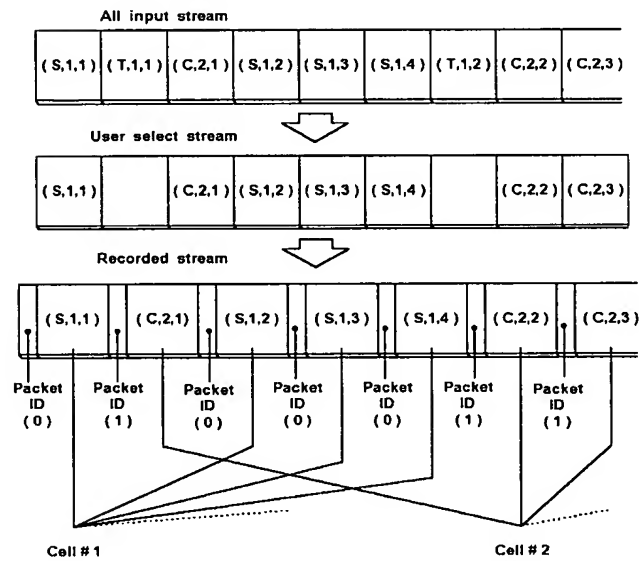 All input stream
(S,1,1) (T,1,1) (C,2,1) (S,1,2) (S,1,3) (S,1,4) (T,1,2) (C,2,2) (C,2,3)
User select stream
(S,1,1) (C,2,1) (S,1,2) (S,1,3) (S,1,4) (C,2,2) (C,2,3)
Recorded stream
(S,1,1) (C,2,1) (S,1,2) (S,1,3) (S,1,4) (C,2,2) (C,2,3)
Packet Packet Packet Packet Packet Packet Packet
ID ID ID ID ID ID ID
(0) (1) (0) (0) (0) (1) (1)
Cell # 1 Cell # 2